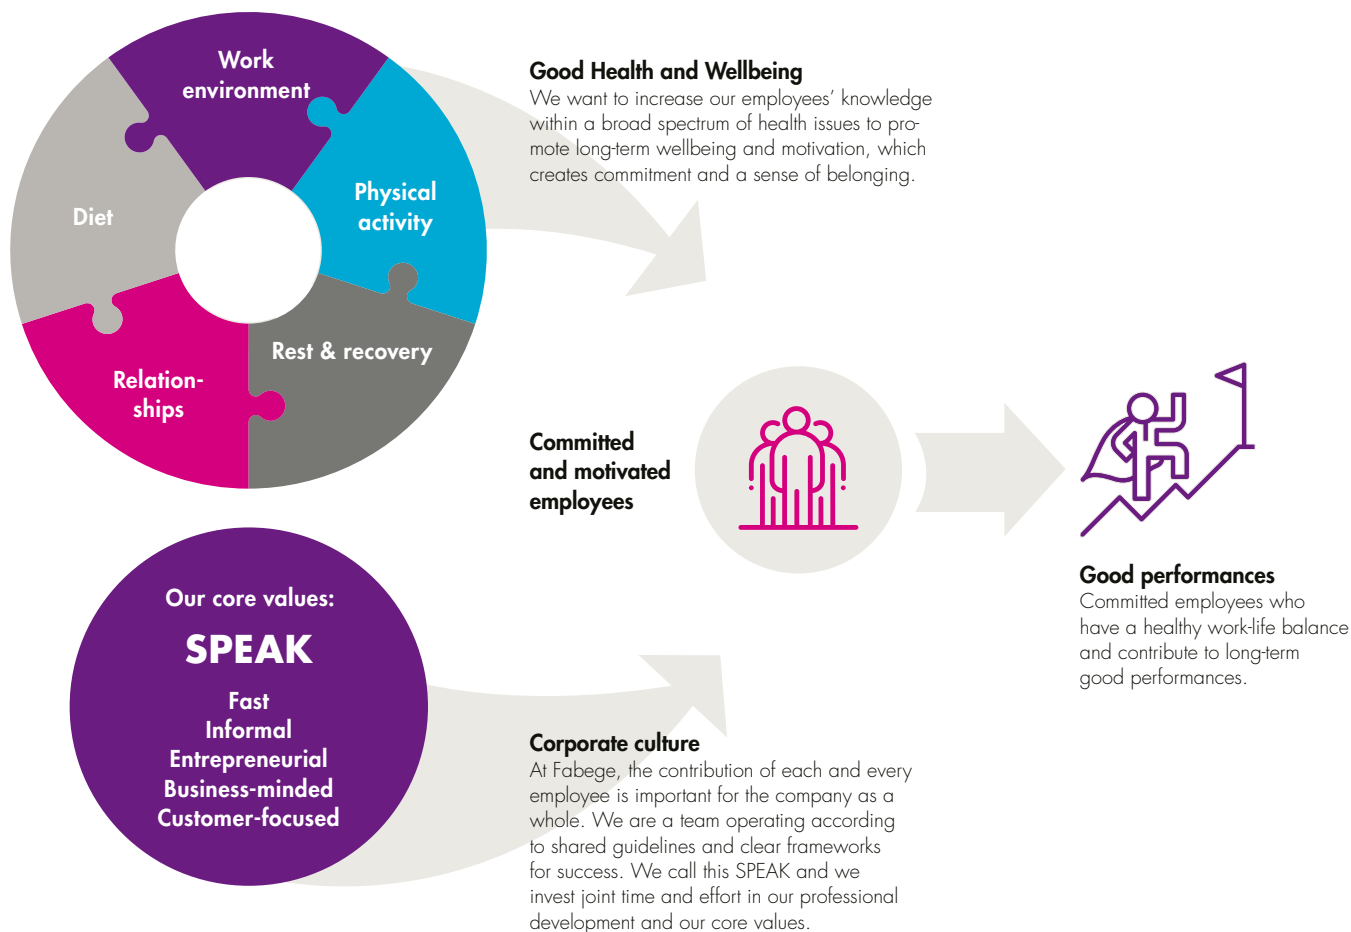 Work
environment
Physical
activity
Diet
Rest & recovery
Relation-
ships
Good Health and Wellbeing
We want to increase our employees’ knowledge
within a broad spectrum of health issues to pro-
mote long-term wellbeing and motivation, which
creates commitment and a sense of belonging.
Committed
and motivated
employees
Good performances
Committed employees who
have a healthy work-life balance
and contribute to long-term
good performances.
Our core values:
SPEAK
Fast
Informal
Entrepreneurial
Business-minded
Customer-focused
Corporate culture
At Fabege, the contribution of each and every
employee is important for the company as a
whole. We are a team operating according
to shared guidelines and clear frameworks
for success. We call this SPEAK and we
invest joint time and effort in our professional
development and our core values.